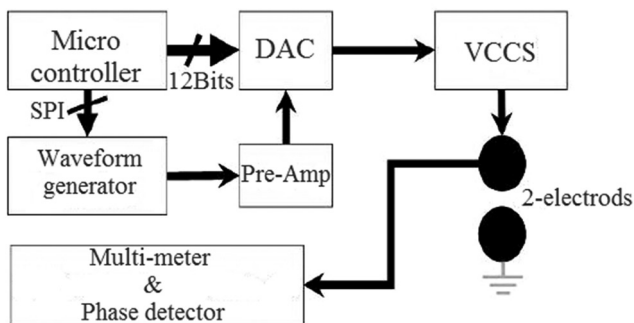 Micro
controller
12Bits
DAC
VCCS
SPI
Waveform
generator
Pre-Amp
2-electrods
Multi-meter
&
Phase detector